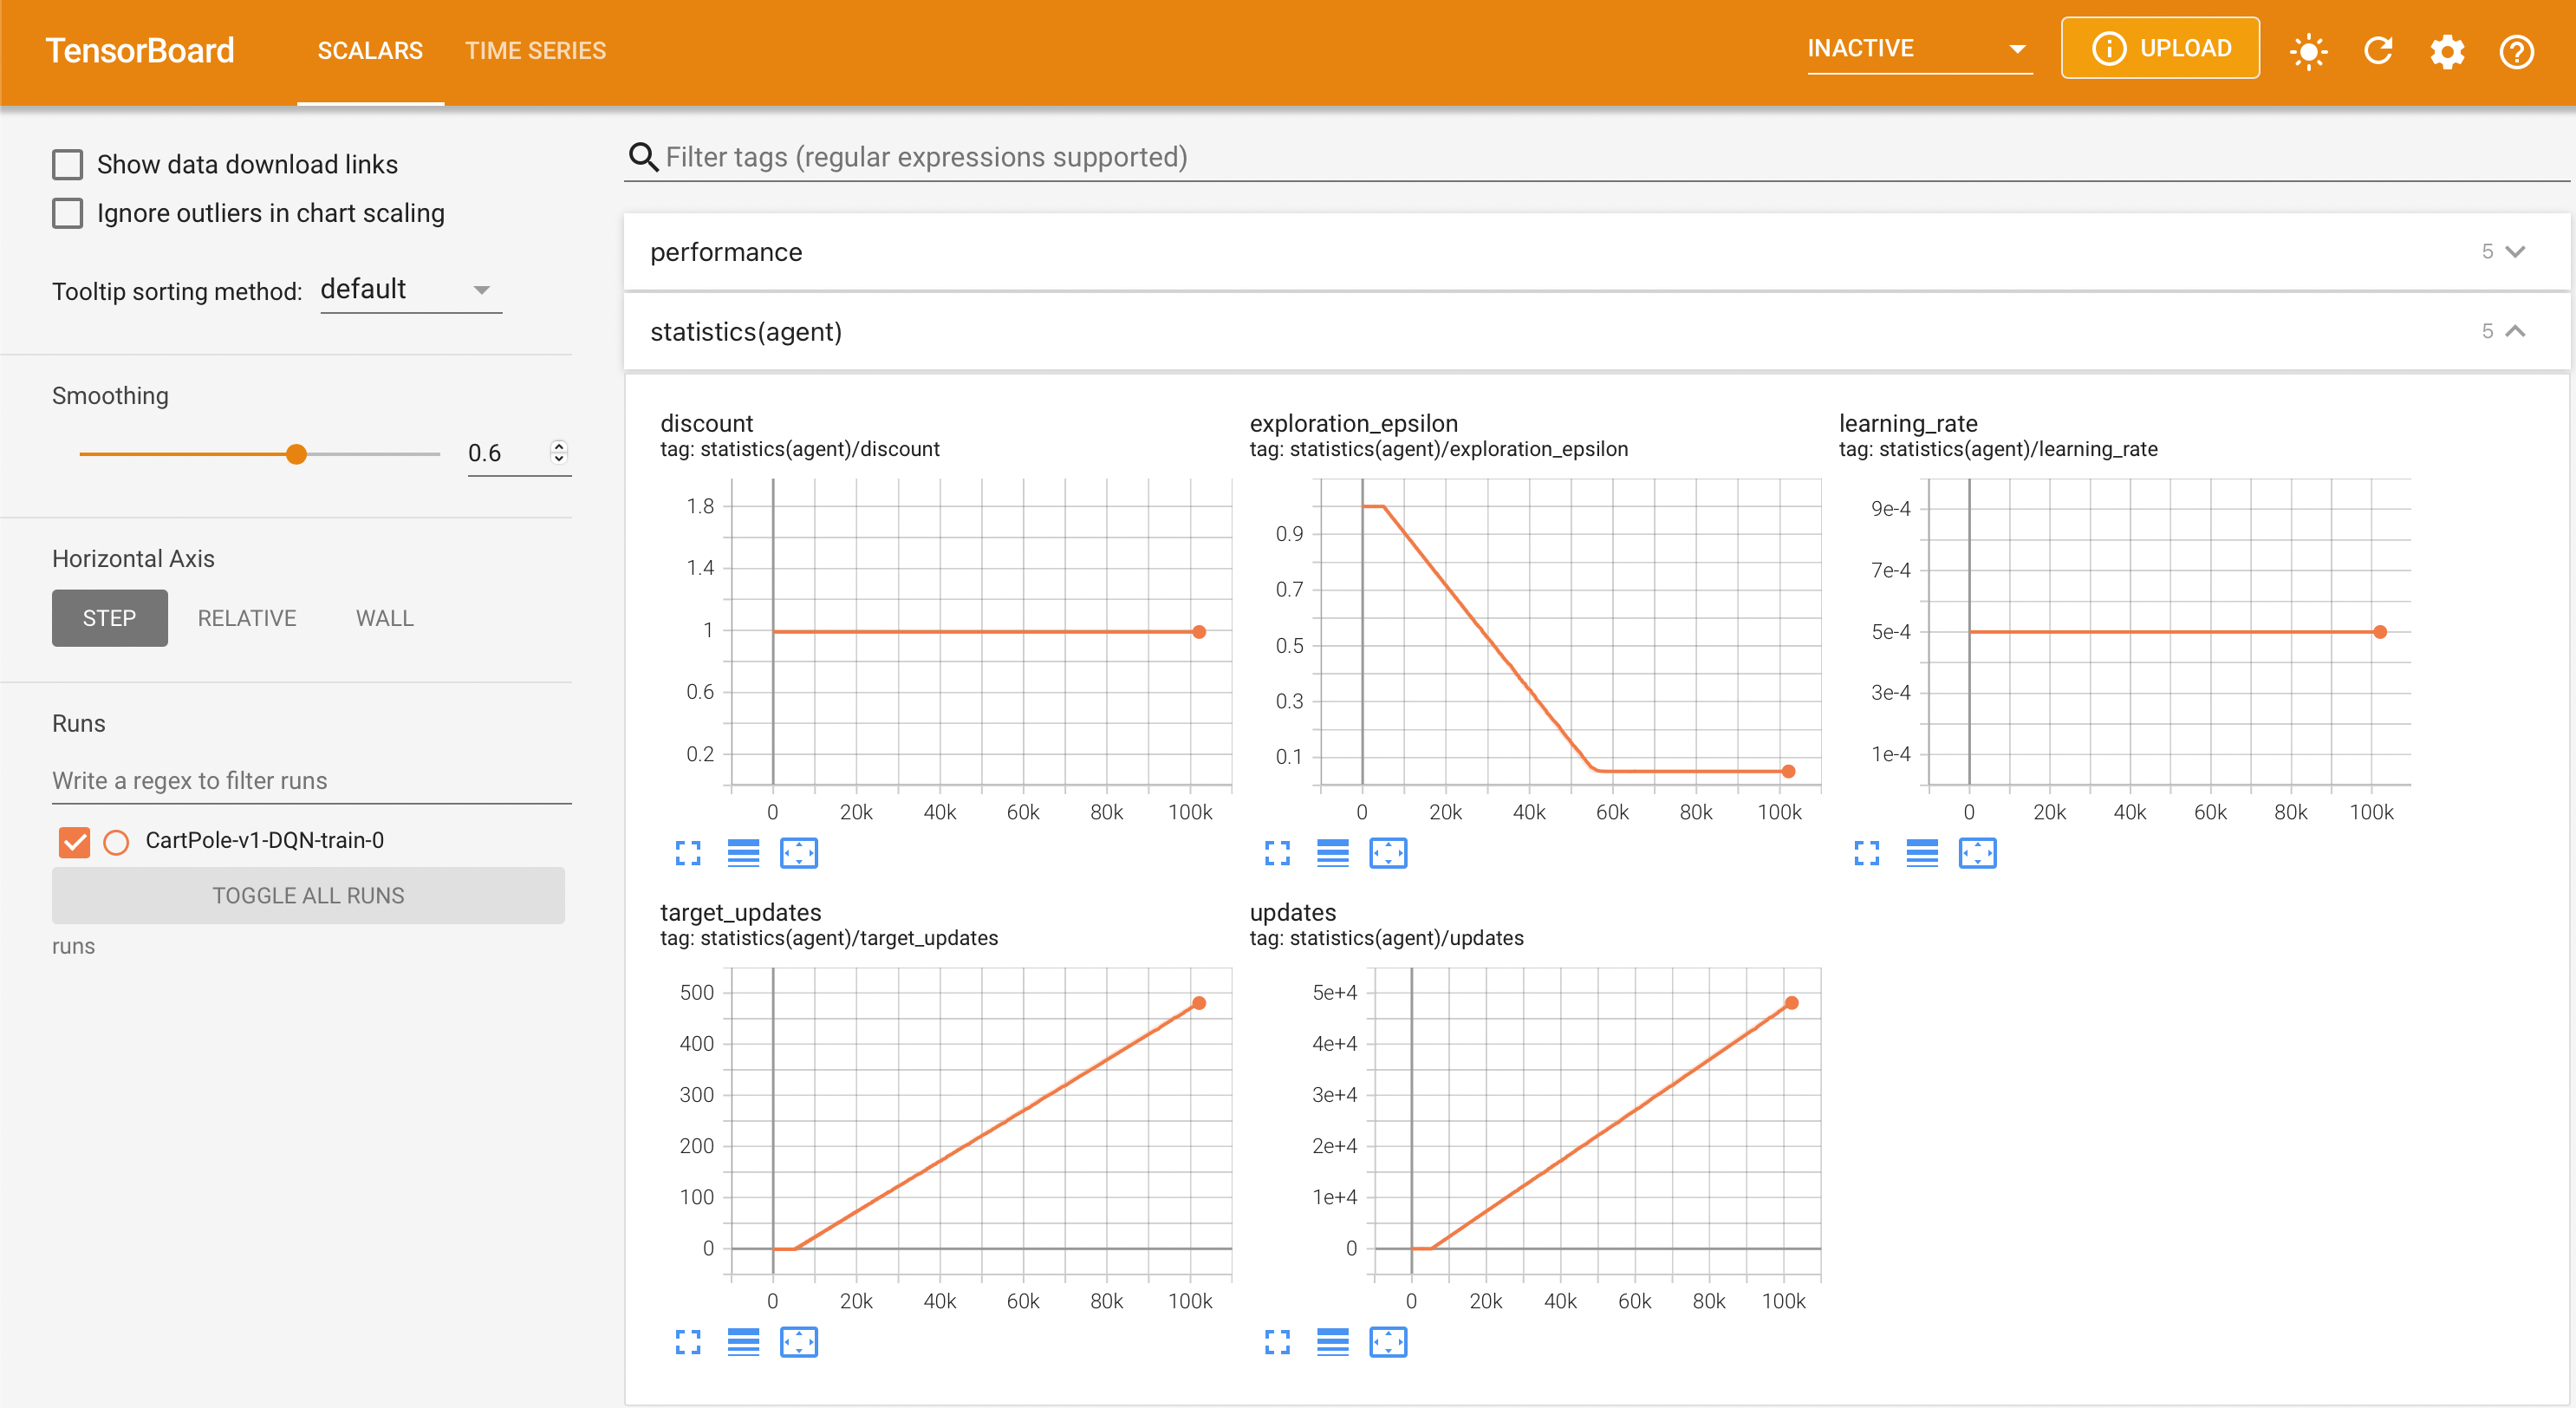 TensorBoard SCALARS TIME SERIES INACTIVE UPLOAD
Show data download links
Ignore outliers in chart scaling
Tooltip sorting method: default
Smoothing
0.6
Horizontal Axis
STEP RELATIVE WALL
Runs
Write a regex to filter runs
CartPole-v1-DQN-train-0
TOGGLE ALL RUNS
runs
Filter tags (regular expressions supported)
performance 5
statistics(agent) 5
discount
tag: statistics(agent)/discount
1.8
1.4
1
0.6
0.2
0 20k 40k 60k 80k 100k
exploration_epsilon
tag: statistics(agent)/exploration_epsilon
0.9
0.7
0.5
0.3
0.1
0 20k 40k 60k 80k 100k
learning_rate
tag: statistics(agent)/learning_rate
9e-4
7e-4
5e-4
3e-4
1e-4
0 20k 40k 60k 80k 100k
target_updates
tag: statistics(agent)/target_updates
500
400
300
200
100
0
0 20k 40k 60k 80k 100k
updates
tag: statistics(agent)/updates
5e+4
4e+4
3e+4
2e+4
1e+4
0
0 20k 40k 60k 80k 100k